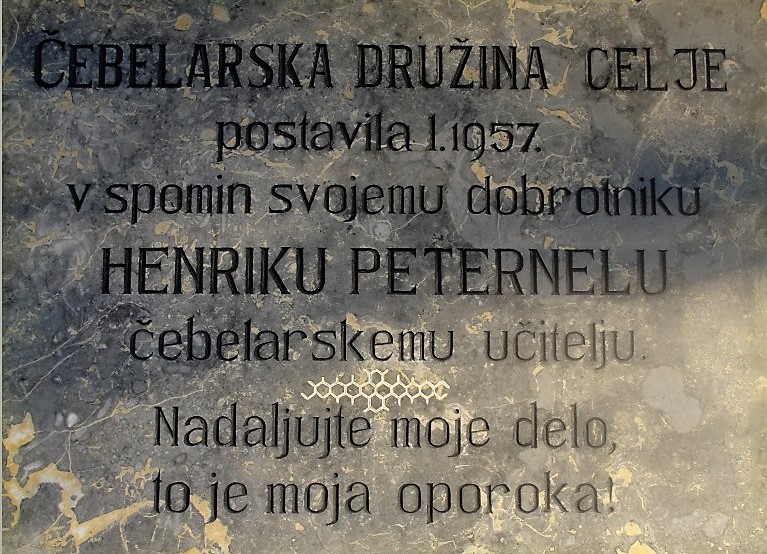 ČEBELARSKA DRUŽINA CELJE
postavila l.1957.
v spomin svojemu dobrotniku
HENRIKU PETERNELU
čebelarskemu učitelju.
Nadaljujte moje delo,
to je moja oporoka!